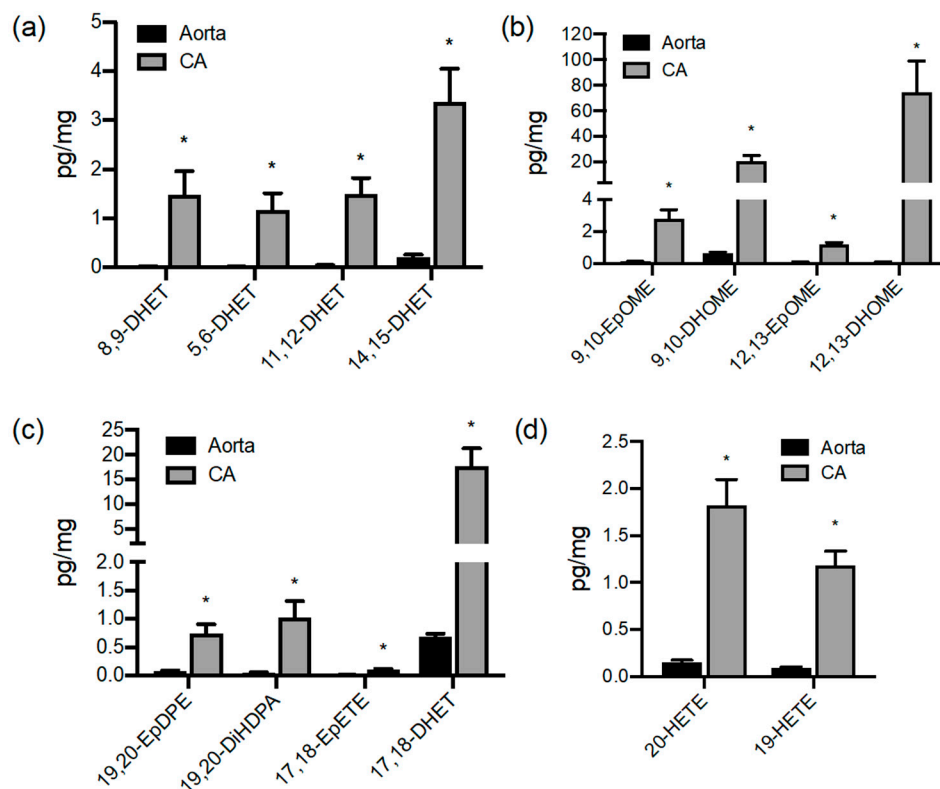 (a)
Aorta
CA
pg/mg
5
4
3
2
1
0
*
*
*
*
8,9-DHET
5,6-DHET
11,12-DHET
14,15-DHET
(b)
Aorta
CA
pg/mg
120
100
80
60
40
20
4
2
0
*
*
*
*
9,10-EpOME
9,10-DHOME
12,13-EpOME
12,13-DHOME
(c)
Aorta
CA
pg/mg
25
20
15
10
5
2.0
1.5
1.0
0.5
0.0
*
*
*
*
19,20-EpDPE
19,20-DiHDPA
17,18-EpETE
17,18-DHET
(d)
Aorta
CA
pg/mg
2.5
2.0
1.5
1.0
0.5
0.0
*
*
20-HETE
19-HETE